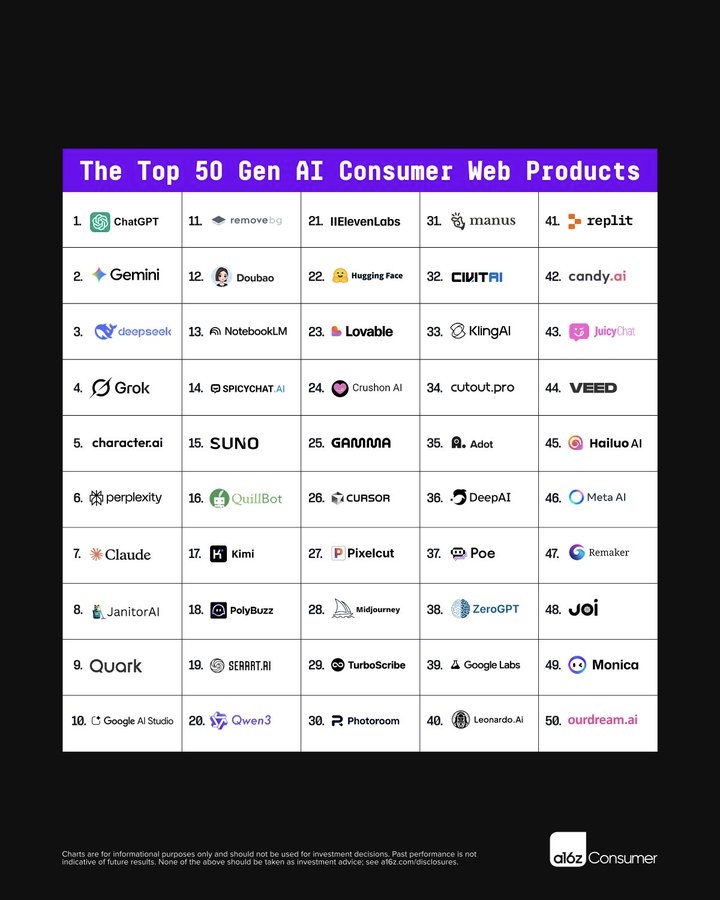 The Top 50 Gen AI Consumer Web Products
1. ChatGPT
11. removebg
21. IIElevenLabs
31. manus
41. replit
2. Gemini
12. Doubao
22. Hugging Face
32. CIVITAI
42. candy.ai
3. deepseek
13. NotebookLM
23. Lovable
33. KlingAI
43. JuicyChat
4. Grok
14. SPICYCHAT.AI
24. Crushon AI
34. cutout.pro
44. VEED
5. character.ai
15. SUNO
25. GAMMA
35. Adot
45. Hailuo AI
6. perplexity
16. QuillBot
26. CURSOR
36. DeepAI
46. Meta AI
7. Claude
17. Kimi
27. Pixelcut
37. Poe
47. Remaker
8. JanitorAI
18. PolyBuzz
28. Midjourney
38. ZeroGPT
48. JOI
9. Quark
19. SEAART.AI
29. TurboScribe
39. Google Labs
49. Monica
10. Google AI Studio
20. Qwen3
30. Photoroom
40. Leonardo.Ai
50. ourdream.ai
Charts are for informational purposes only and should not be used for investment decisions. Past performance is not
indicative of future results. None of the above should be taken as investment advice; see a16z.com/disclosures.
a16z Consumer